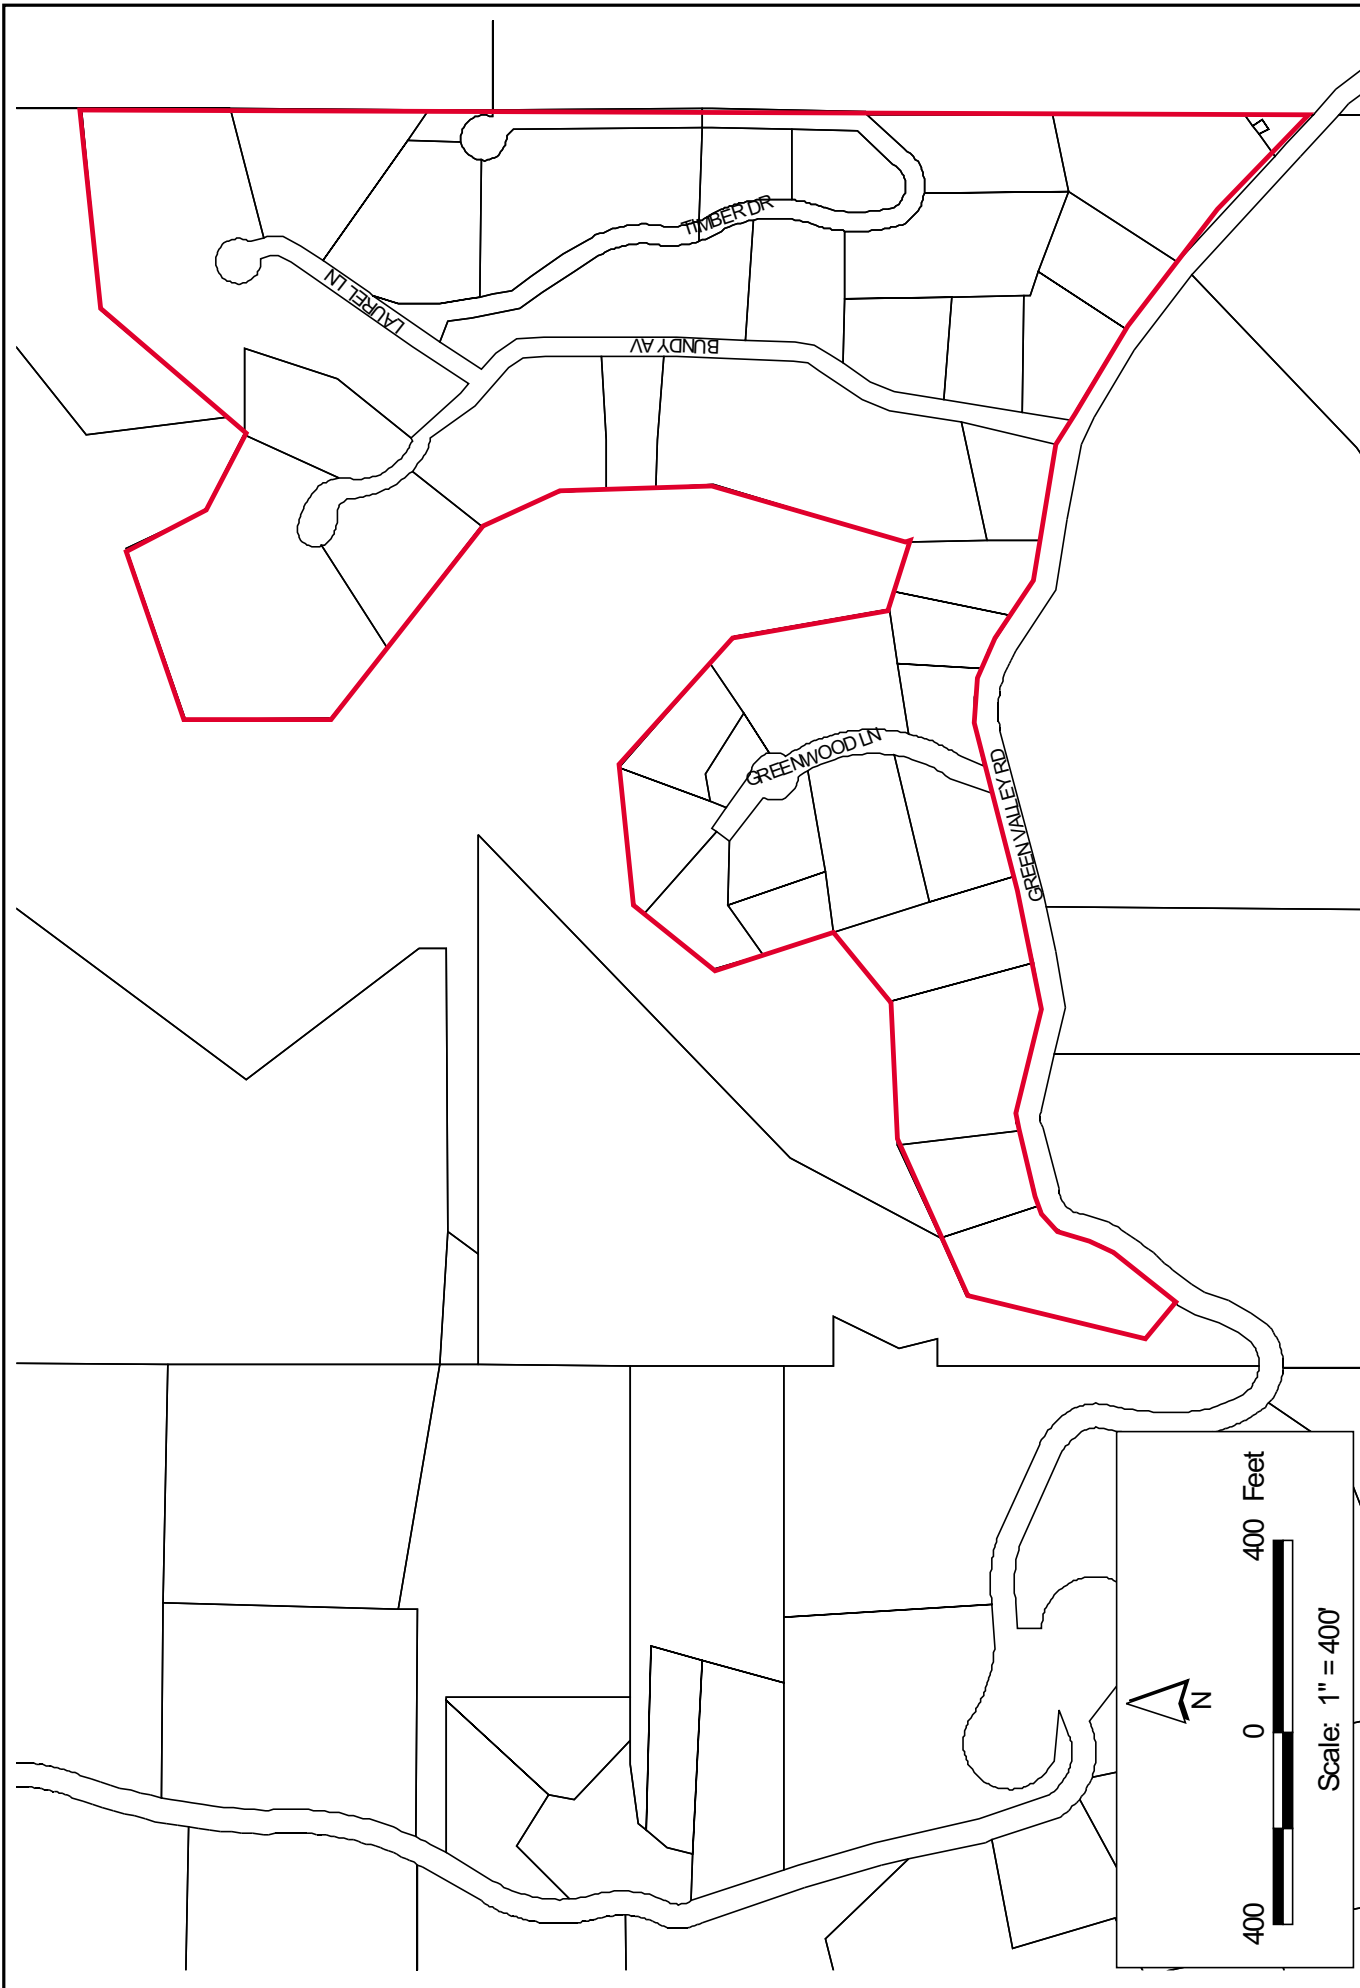 TIMBER DR
LAUREL LN
BUNDY AV
GREENWOOD LN
GREEN VALLEY RD
N
400 0 400 Feet
Scale: 1" = 400'